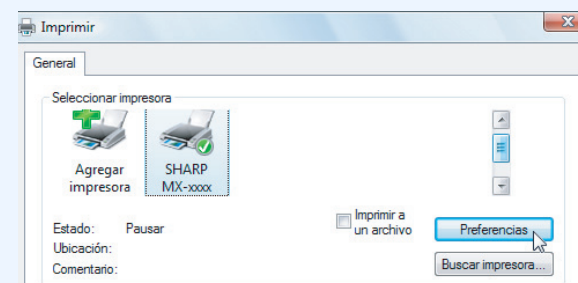 Imprimir
General
Seleccionar impresora
Agregar
impresora
SHARP
MX-xxxx
Estado: Pausar
Ubicación:
Comentario:
Imprimir a
un archivo
Preferencias
Buscar impresora...